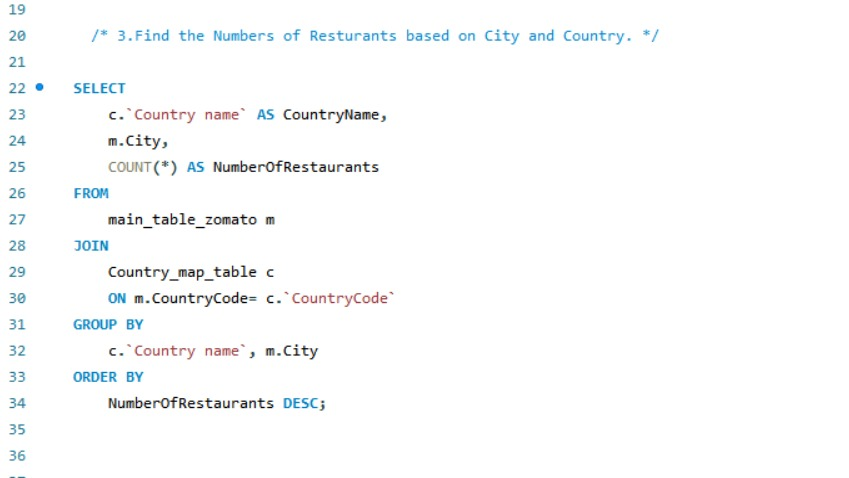 19
20 /* 3.Find the Numbers of Resturants based on City and Country. */
21
22 SELECT
23 c.`Country name` AS CountryName,
24 m.City,
25 COUNT(*) AS NumberOfRestaurants
26 FROM
27 main_table_zomato m
28 JOIN
29 Country_map_table c
30 ON m.CountryCode= c.`CountryCode`
31 GROUP BY
32 c.`Country name`, m.City
33 ORDER BY
34 NumberOfRestaurants DESC;
35
36